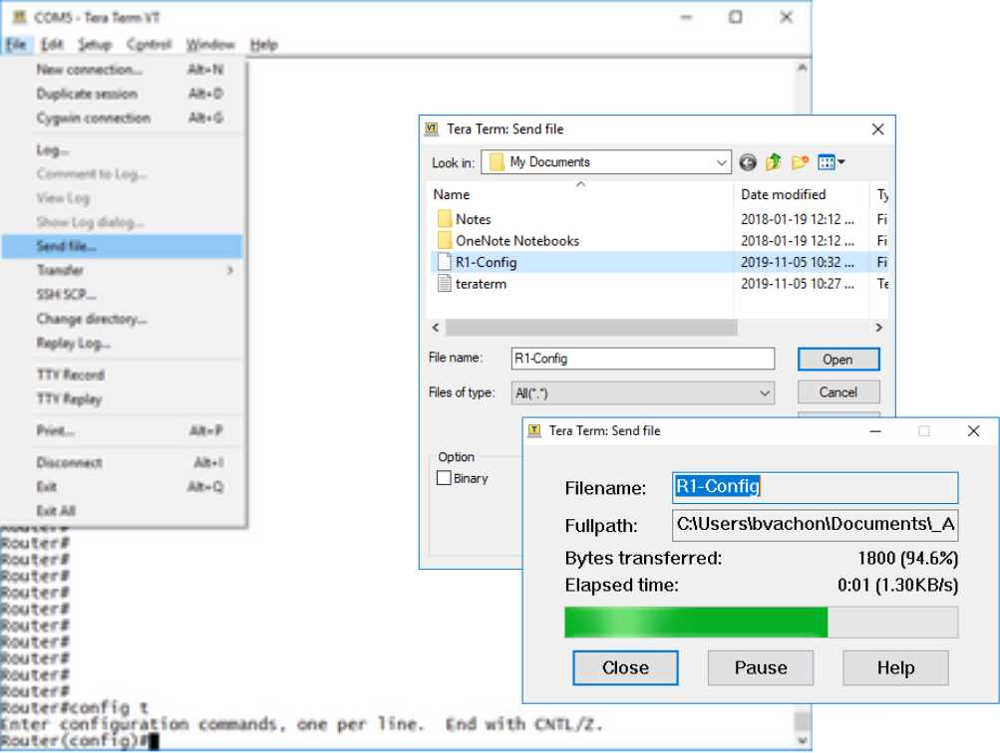 COM5 - Tera Term VT
File Edit Setup Control Window Help
New connection... Alt+N
Duplicate session Alt+D
Cygwin connection Alt+G
Log...
Comment to Log...
View Log
Show Log dialog...
Send file...
Transfer
SSH SCP...
Change directory...
Replay Log...
TTY Record
TTY Replay
Print... Alt+P
Disconnect Alt+I
Exit Alt+Q
Exit All
Router#
Router#
Router#
Router#
Router#
Router#
Router#
Router#
Router#
Router#
Router#
Router#config t
Enter configuration commands, one per line. End with CNTL/Z.
Router(config)#
Tera Term: Send file
Look in: My Documents
Name Date modified Ty
Notes 2018-01-19 12:12 ... Fi
OneNote Notebooks 2018-01-19 12:12 ... Fi
R1-Config 2019-11-05 10:32 ... Fi
teraterm 2019-11-05 10:27 ... Te
File name: R1-Config Open
Files of type: All(*.*) Cancel
Option
Binary
Tera Term: Send file
Filename: R1-Config
Fullpath: C:\Users\bvachon\Documents\_A
Bytes transferred: 1800 (94.6%)
Elapsed time: 0:01 (1.30KB/s)
Close Pause Help